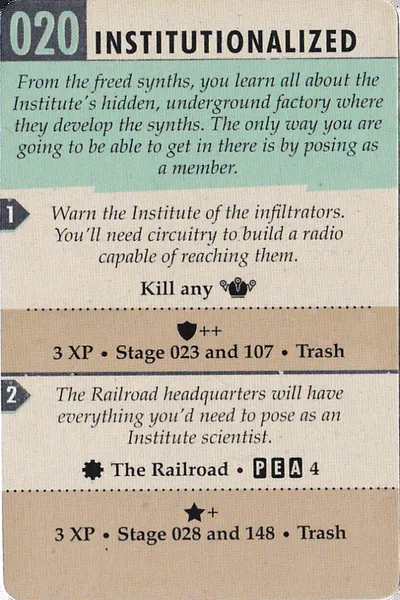 020 INSTITUTIONALIZED
From the freed synths, you learn all about the
Institute's hidden, underground factory where
they develop the synths. The only way you are
going to be able to get in there is by posing as
a member.
1
Warn the Institute of the infiltrators.
You'll need circuitry to build a radio
capable of reaching them.
Kill any
++
3 XP • Stage 023 and 107 • Trash
2
The Railroad headquarters will have
everything you'd need to pose as an
Institute scientist.
The Railroad • P E A 4
+
3 XP • Stage 028 and 148 • Trash